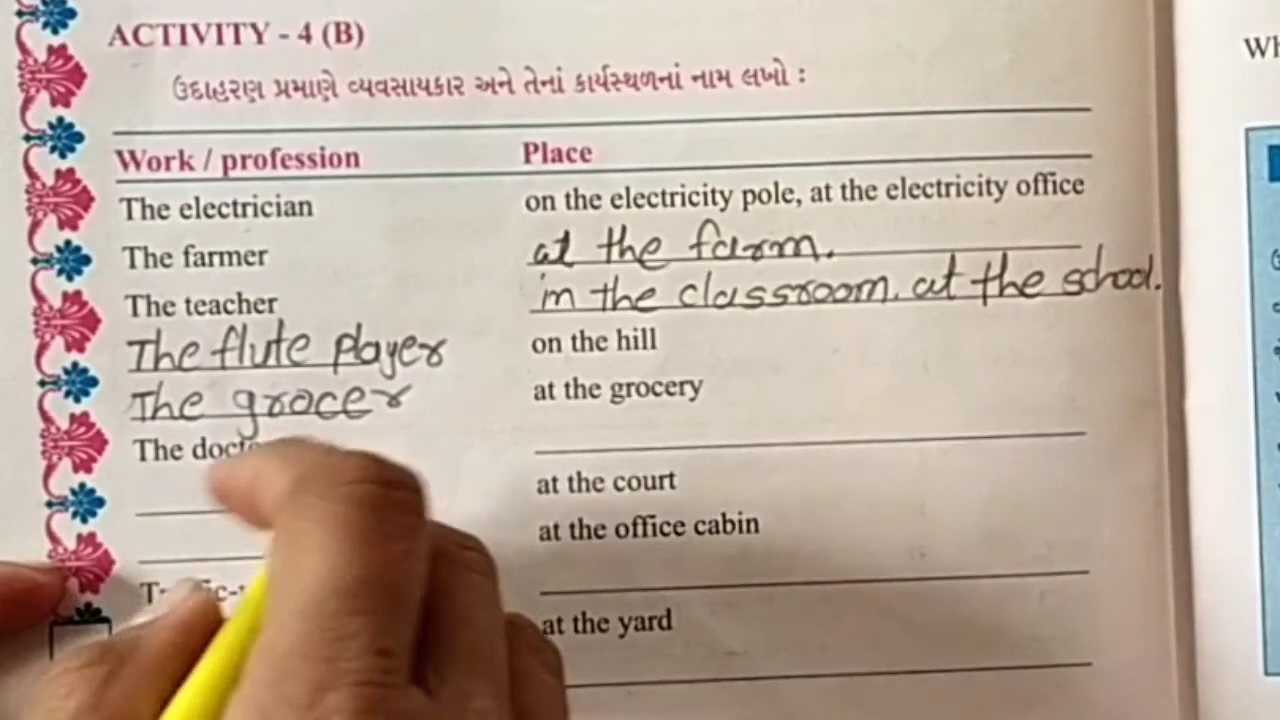 ACTIVITY - 4 (B)
ઉદાહરણ પ્રમાણે વ્યવસાયકાર અને તેનાં કાર્યસ્થળનાં નામ લખો :
Work / profession Place
The electrician on the electricity pole, at the electricity office
The farmer at the farm.
The teacher in the classroom, at the school.
The flute player on the hill
The grocer at the grocery
The
at the court
at the office cabin
at the yard